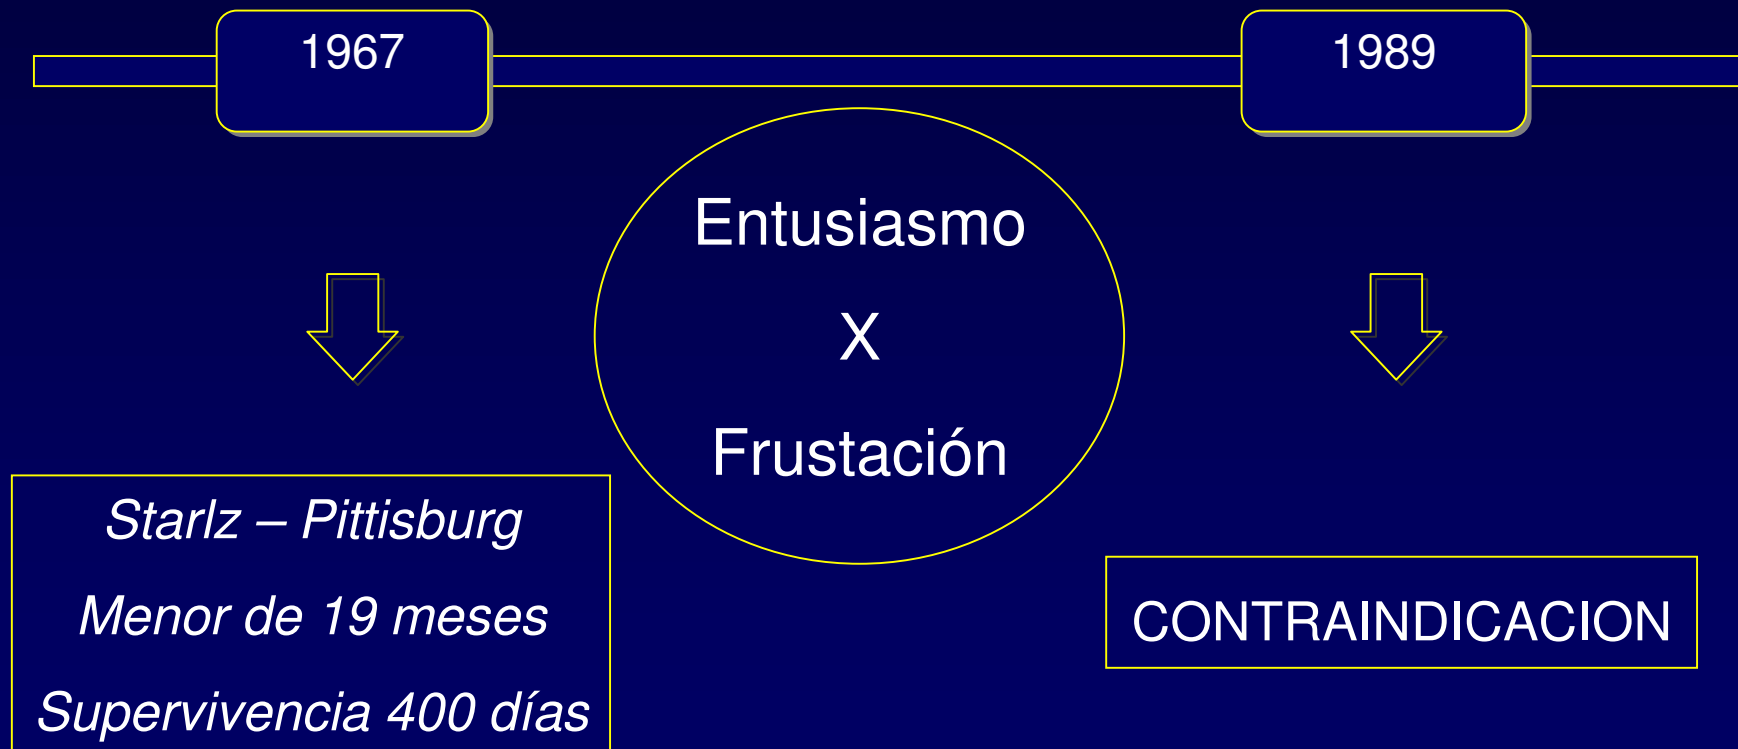 1967
1989
Entusiasmo
X
Frustación
Starlz – Pittisburg
Menor de 19 meses
Supervivencia 400 días
CONTRAINDICACION